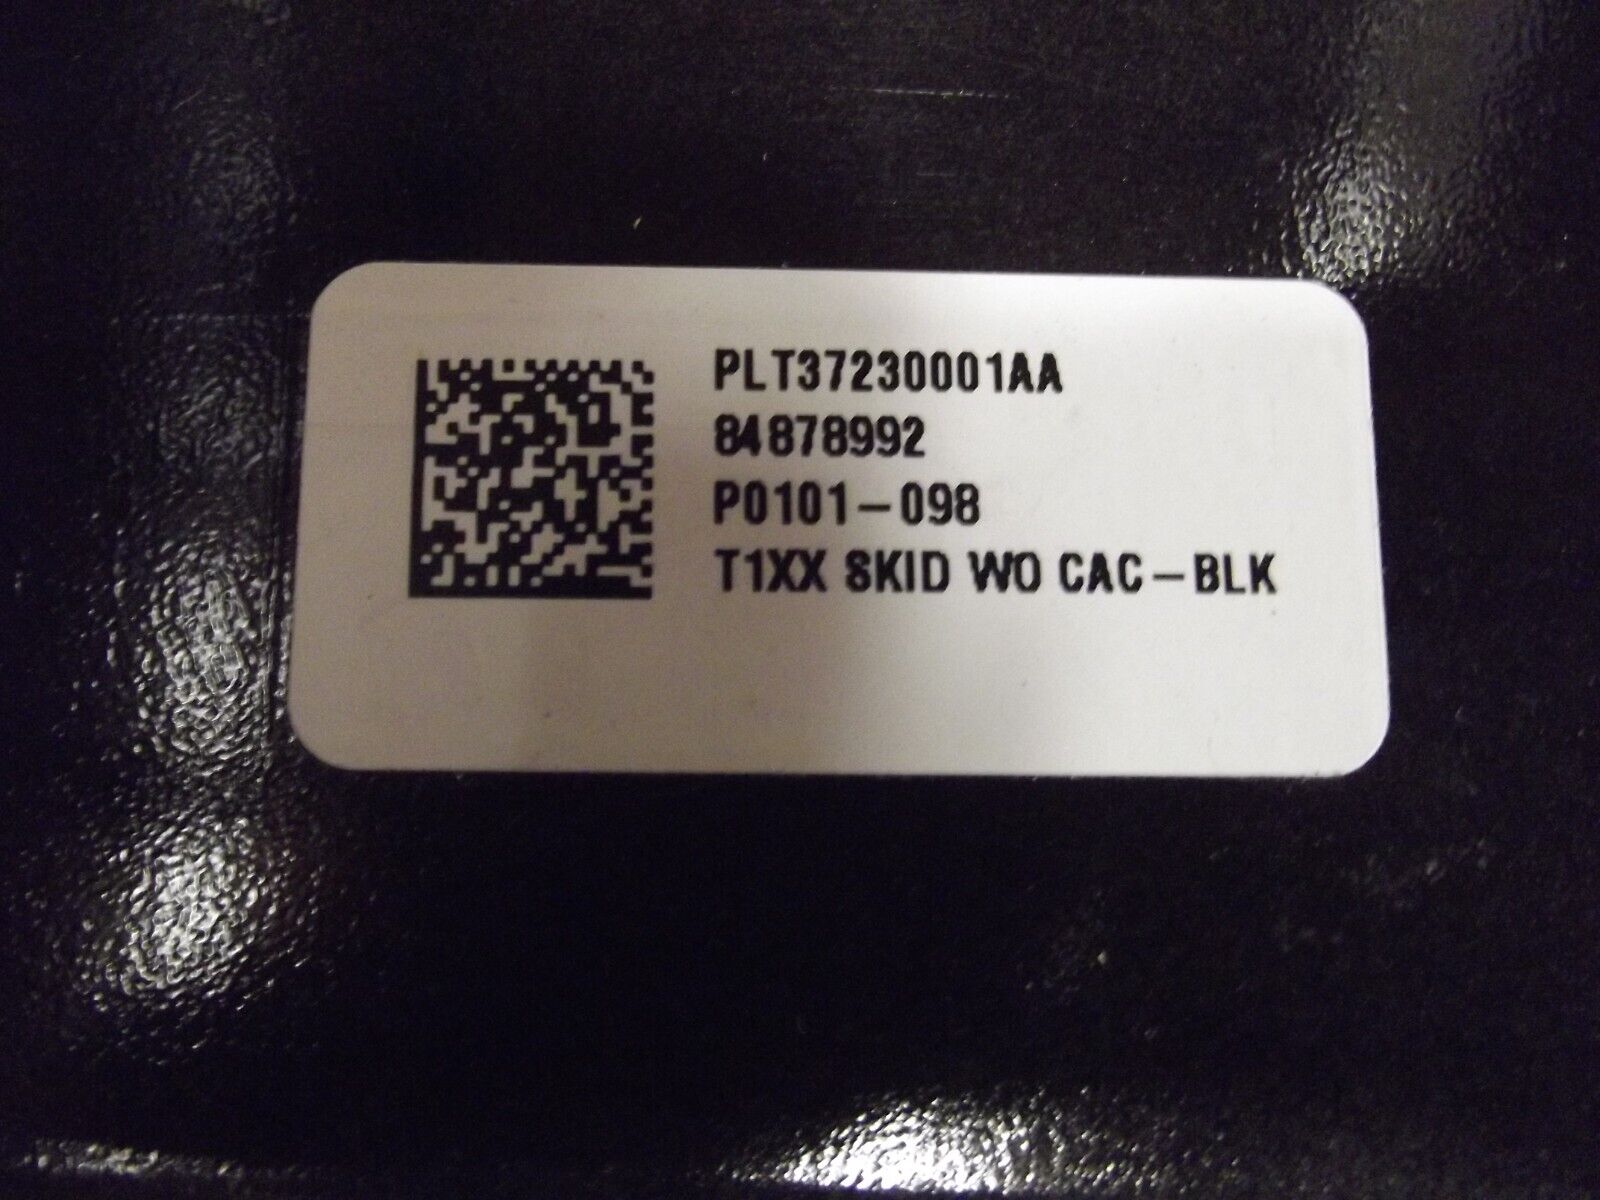 PLT37230001AA
84878992
P0101-098
T1XX SKID WO CAC-BLK